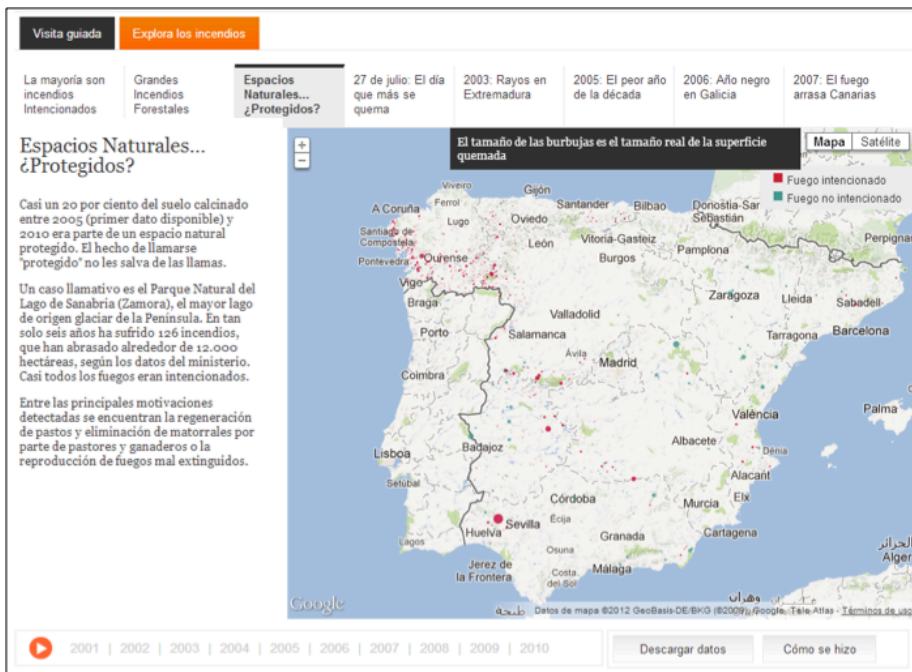 Visita guiada
Explora los incendios
La mayoría son
incendios
Intencionados
Grandes
Incendios
Forestales
Espacios
Naturales...
¿Protegidos?
27 de julio: El día
que más se
quema
2003: Rayos en
Extremadura
2005: El peor año
de la década
2006: Año negro
en Galicia
2007: El fuego
arrasa Canarias
Espacios Naturales...
¿Protegidos?
Casi un 20 por ciento del suelo calcinado
entre 2005 (primer dato disponible) y
2010 era parte de un espacio natural
protegido. El hecho de llamarse
"protegido" no les salva de las llamas.
Un caso llamativo es el Parque Natural del
Lago de Sanabria (Zamora), el mayor lago
de origen glaciar de la Península. En tan
solo seis años ha sufrido 126 incendios,
que han abrasado alrededor de 12.000
hectáreas, según los datos del ministerio.
Casi todos los fuegos eran intencionados.
Entre las principales motivaciones
detectadas se encuentran la regeneración
de pastos y eliminación de matorrales por
parte de pastores y ganaderos o la
reproducción de fuegos mal extinguidos.
+
−
El tamaño de las burbujas es el tamaño real de la superficie
quemada
Mapa
Satélite
Fuego intencionado
Fuego no intencionado
Viveiro
Gijón
A Coruña
Ferrol
Santander
Bilbao
Donostia-San
Sebastián
Lugo
Oviedo
Santiago de
Compostela
León
Vitoria-Gasteiz
Pamplona
Perpignan
Pontevedra
Ourense
Burgos
Vigo
Braga
Zaragoza
Lleida
Sabadell
Valladolid
Porto
Salamanca
Tarragona
Barcelona
Ávila
Madrid
Coimbra
València
Palma
Lisboa
Badajoz
Albacete
Dénia
Setúbal
Alacant
Córdoba
Murcia
Elx
Sevilla
Écija
Huelva
Granada
Cartagena
Lagos
Osuna
الجزائر
Alger
Jerez de
la Frontera
Costa
del Sol
Málaga
وهران
Google
طنجة
Datos de mapa ©2012 GeoBasis-DE/BKG (©2009), Google, Tele Atlas - Términos de uso
2001 | 2002 | 2003 | 2004 | 2005 | 2006 | 2007 | 2008 | 2009 | 2010
Descargar datos
Cómo se hizo